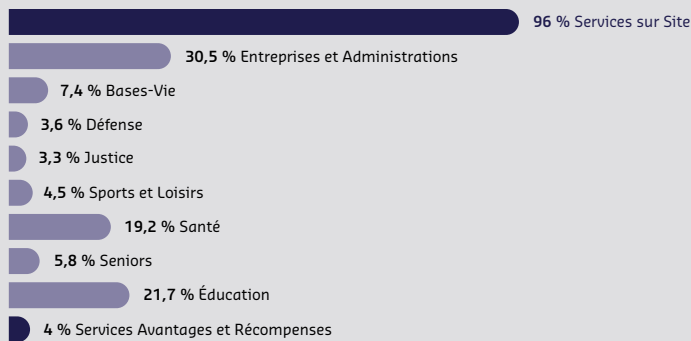 96 % Services sur Site
30,5 % Entreprises et Administrations
7,4 % Bases-Vie
3,6 % Défense
3,3 % Justice
4,5 % Sports et Loisirs
19,2 % Santé
5,8 % Seniors
21,7 % Éducation
4 % Services Avantages et Récompenses